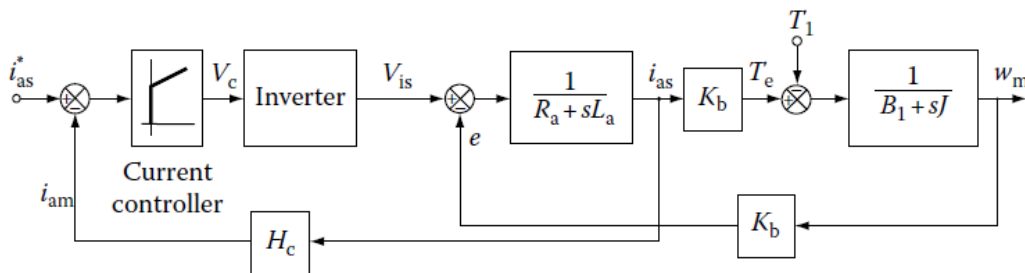 i*as
+
−
Vc
Inverter
Vis
+
−
e
1
Ra + sLa
ias
Kb
Te
T1
−
+
1
B1 + sJ
wm
Current
controller
iam
Hc
Kb